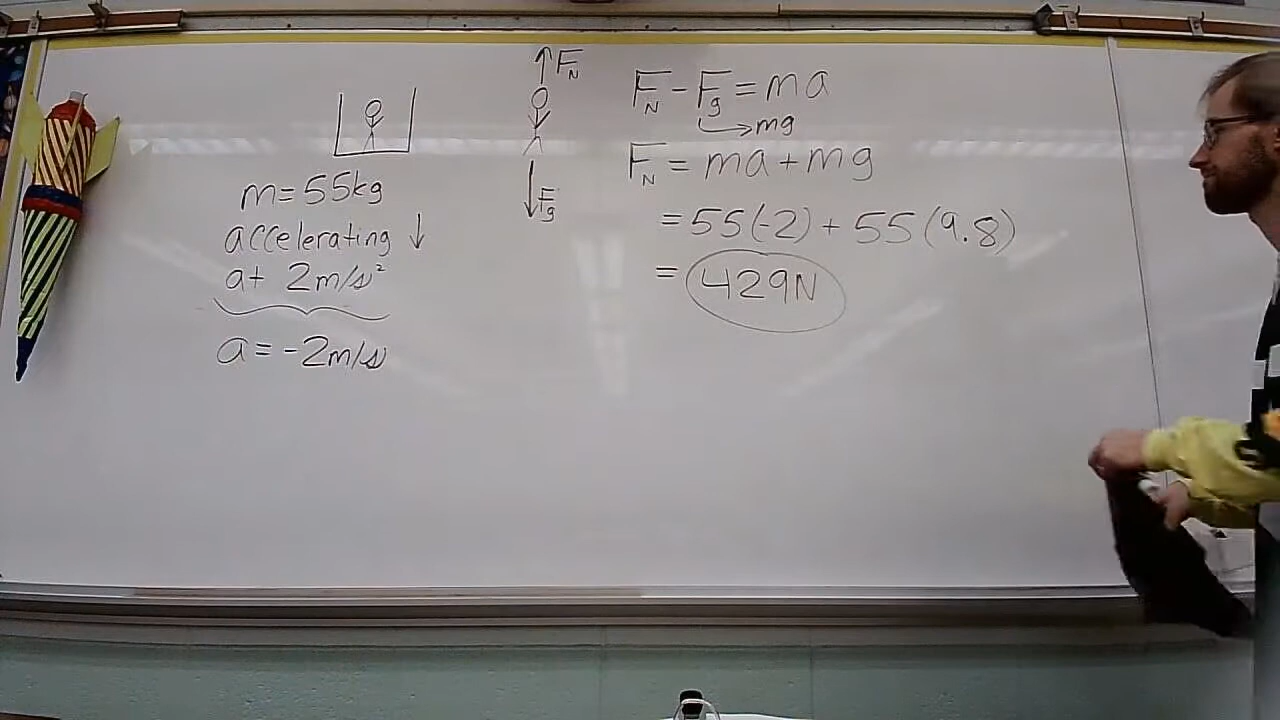 m=55kg
accelerating ↓
at 2m/s²
a=-2m/s
↑F_N
↓F_g
F_N-F_g=ma
→mg
F_N=ma+mg
=55(-2)+55(9.8)
=429N